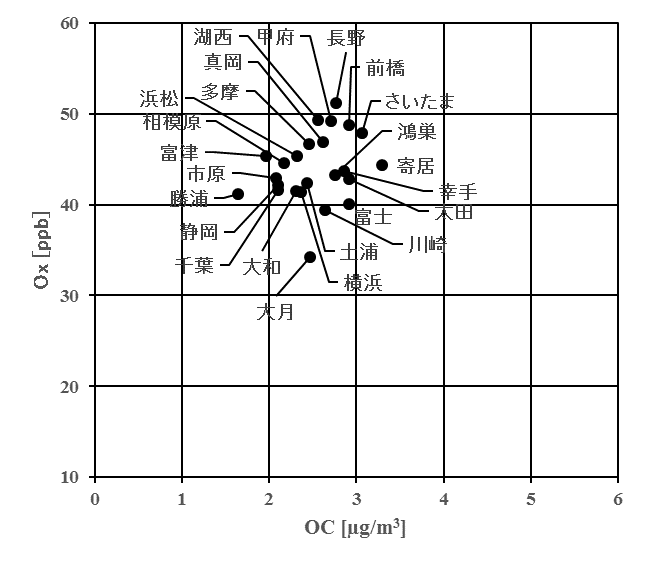 60
50
40
30
20
10
Ox [ppb]
湖西
甲府
長野
真岡
前橋
浜松
多摩
さいたま
相模原
鴻巣
富津
寄居
市原
幸手
勝浦
太田
富士
静岡
川崎
土浦
千葉
大和
横浜
大月
0 1 2 3 4 5 6
OC [μg/m³]